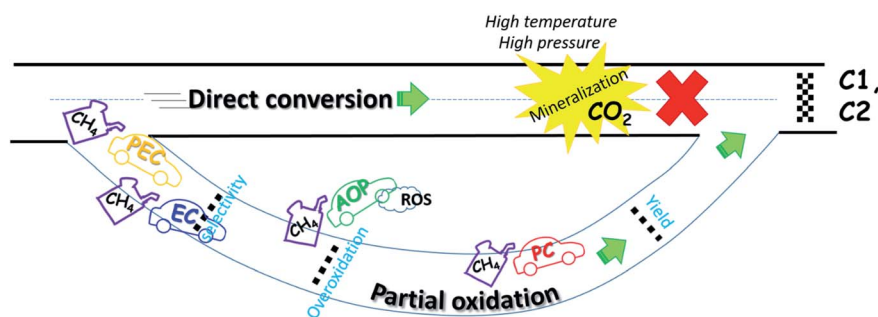 High temperature
High pressure
Direct conversion
Mineralization
CO2
C1,
C2
CH4
PEC
CH4
EC
selectivity
CH4
AOP
ROS
Overoxidation
CH4
PC
Yield
Partial oxidation